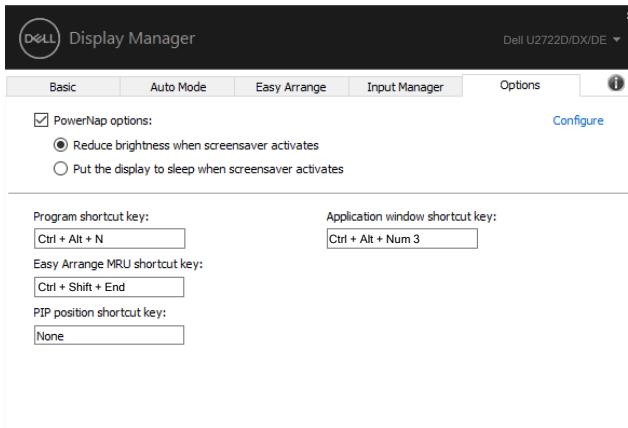 DELL Display Manager
Dell U2722D/DX/DE
Basic Auto Mode Easy Arrange Input Manager Options
PowerNap options: Configure
Reduce brightness when screensaver activates
Put the display to sleep when screensaver activates
Program shortcut key: Application window shortcut key:
Ctrl + Alt + N Ctrl + Alt + Num 3
Easy Arrange MRU shortcut key:
Ctrl + Shift + End
PIP position shortcut key:
None